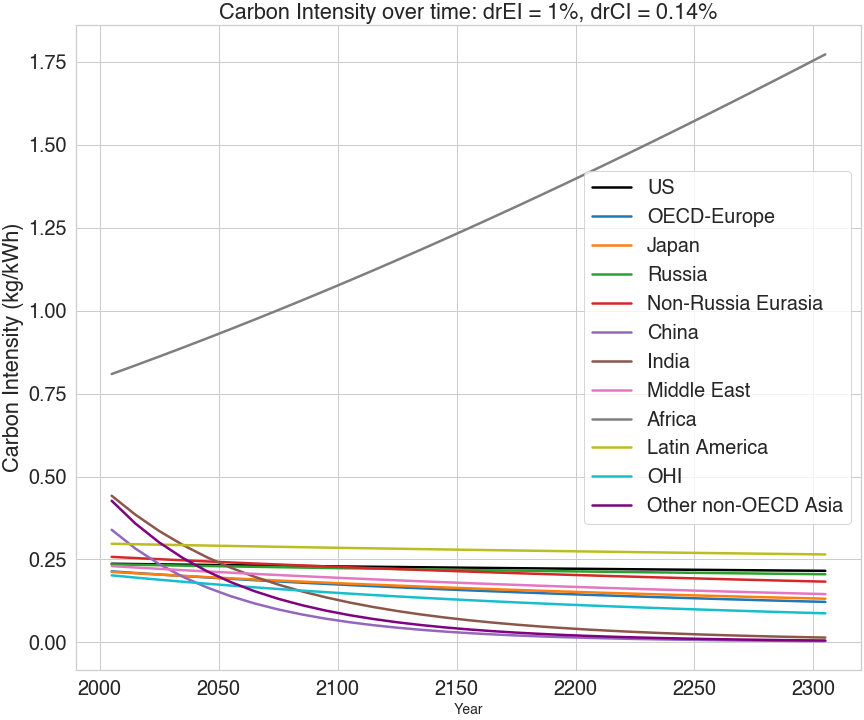 Carbon Intensity over time: drEI = 1%, drCI = 0.14%
Carbon Intensity (kg/kWh)
1.75
1.50
1.25
1.00
0.75
0.50
0.25
0.00
US
OECD-Europe
Japan
Russia
Non-Russia Eurasia
China
India
Middle East
Africa
Latin America
OHI
Other non-OECD Asia
2000 2050 2100 2150 2200 2250 2300
Year